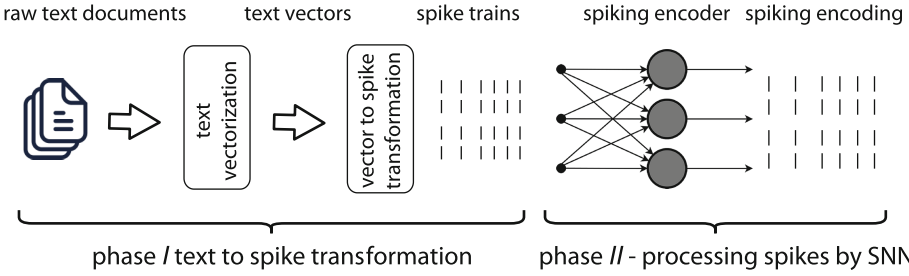 raw text documents text vectors spike trains spiking encoder spiking encoding
text
vectorization
vector to spike
transformation
phase I text to spike transformation
phase II - processing spikes by SNN